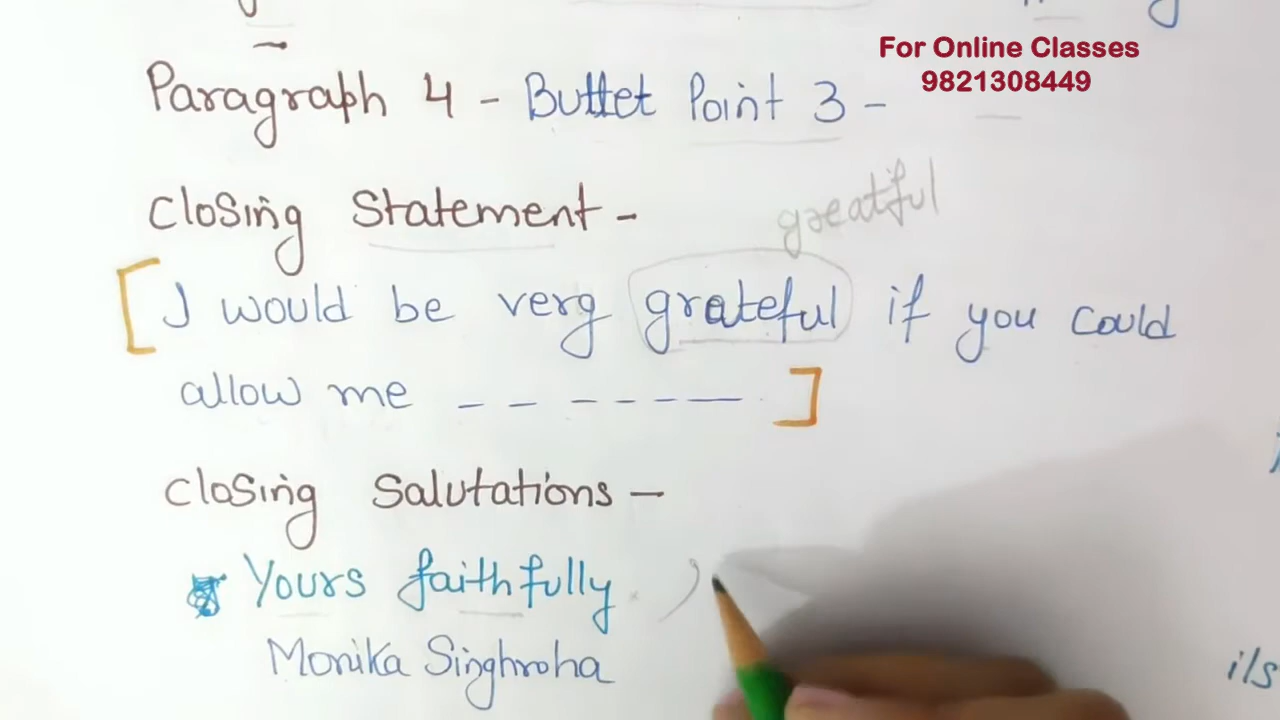 For Online Classes
9821308449
Paragraph 4 - Buttet Point 3 -
Closing Statement -
greatful
[ I would be very grateful if you could
allow me _ _ _ _ _ _ _ ]
Closing Salutations -
Yours faithfully
Monika Singhroha
i/s